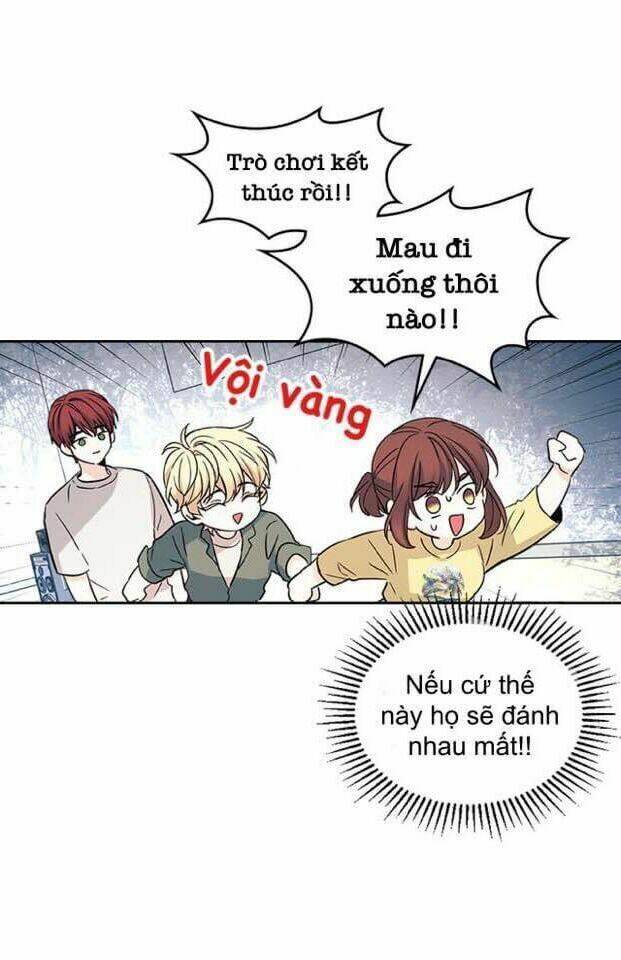 Trò chơi kết
thúc rồi!!
Mau đi
xuống thôi
nào!!
Vội vàng
Nếu cứ thế
này họ sẽ đánh
nhau mất!!